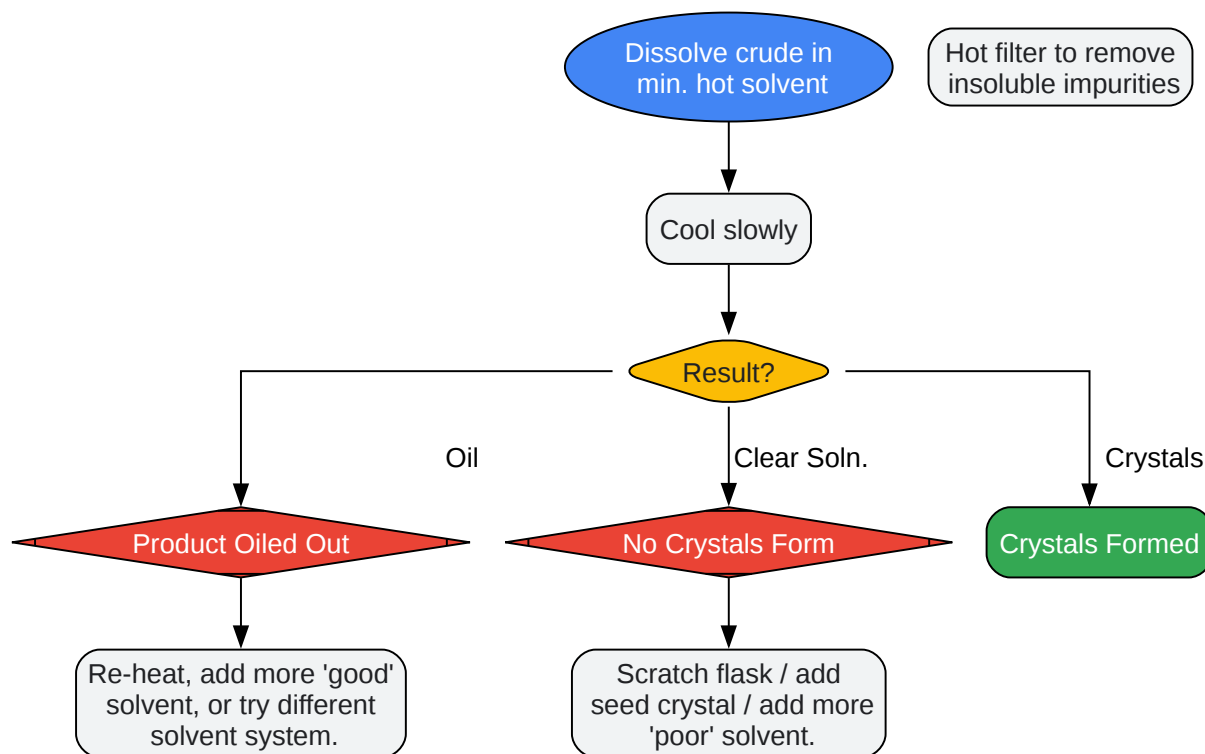 Dissolve crude in
min. hot solvent
Hot filter to remove
insoluble impurities
Cool slowly
Result?
Oil
Clear Soln.
Crystals
Product Oiled Out
No Crystals Form
Crystals Formed
Re-heat, add more 'good'
solvent, or try different
solvent system.
Scratch flask / add
seed crystal / add more
'poor' solvent.